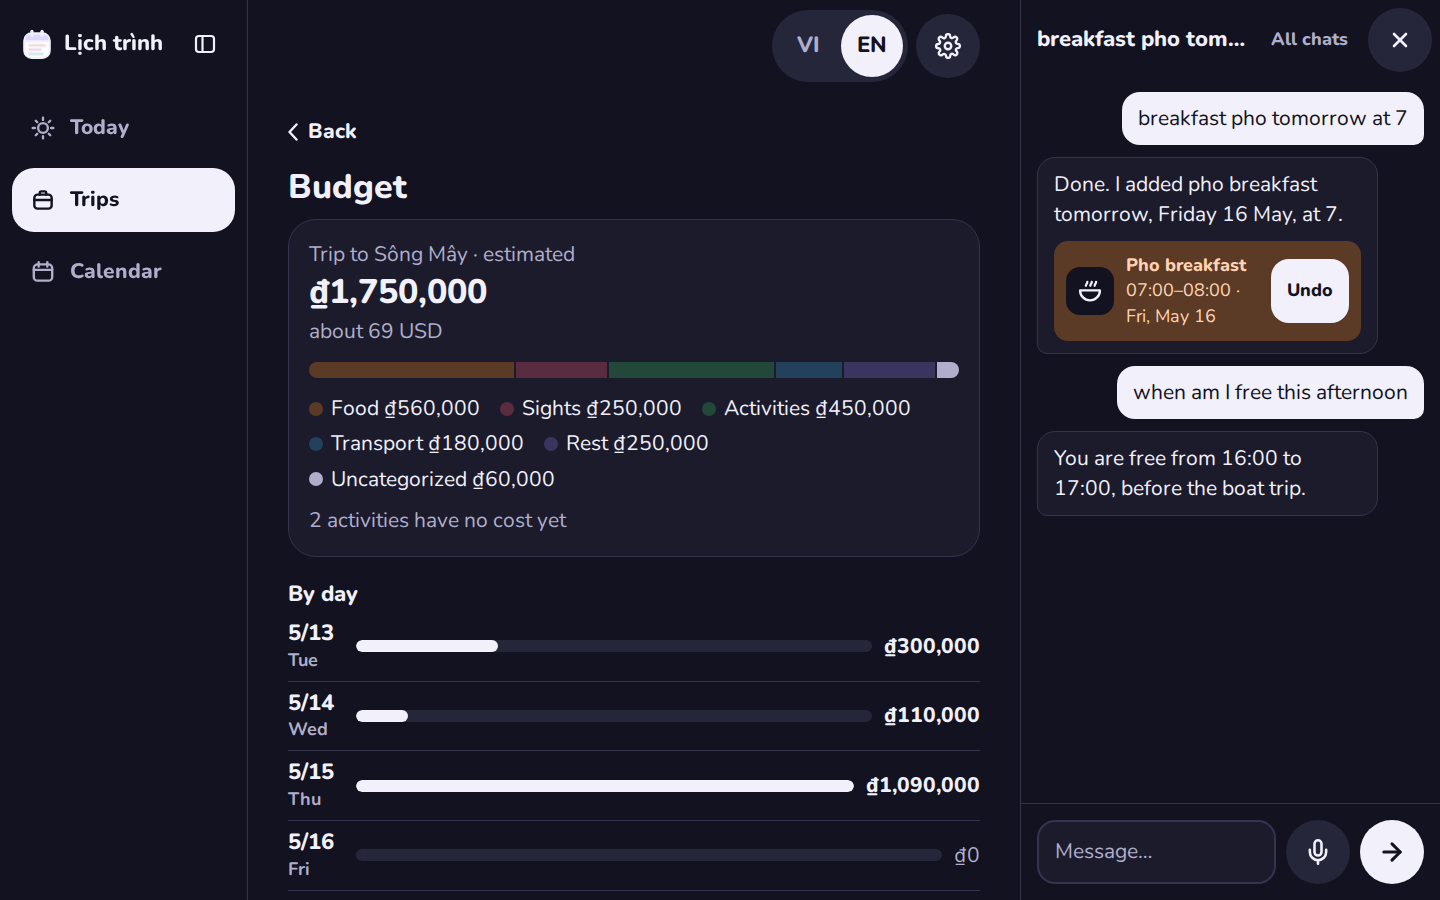 Lịch trình
Today
Trips
Calendar
VI
EN
Back
Budget
Trip to Sông Mây · estimated
₫1,750,000
about 69 USD
Food ₫560,000
Sights ₫250,000
Activities ₫450,000
Transport ₫180,000
Rest ₫250,000
Uncategorized ₫60,000
2 activities have no cost yet
By day
5/13
Tue
₫300,000
5/14
Wed
₫110,000
5/15
Thu
₫1,090,000
5/16
Fri
₫0
breakfast pho tom...
All chats
breakfast pho tomorrow at 7
Done. I added pho breakfast
tomorrow, Friday 16 May, at 7.
Pho breakfast
07:00–08:00 ·
Fri, May 16
Undo
when am I free this afternoon
You are free from 16:00 to
17:00, before the boat trip.
Message...